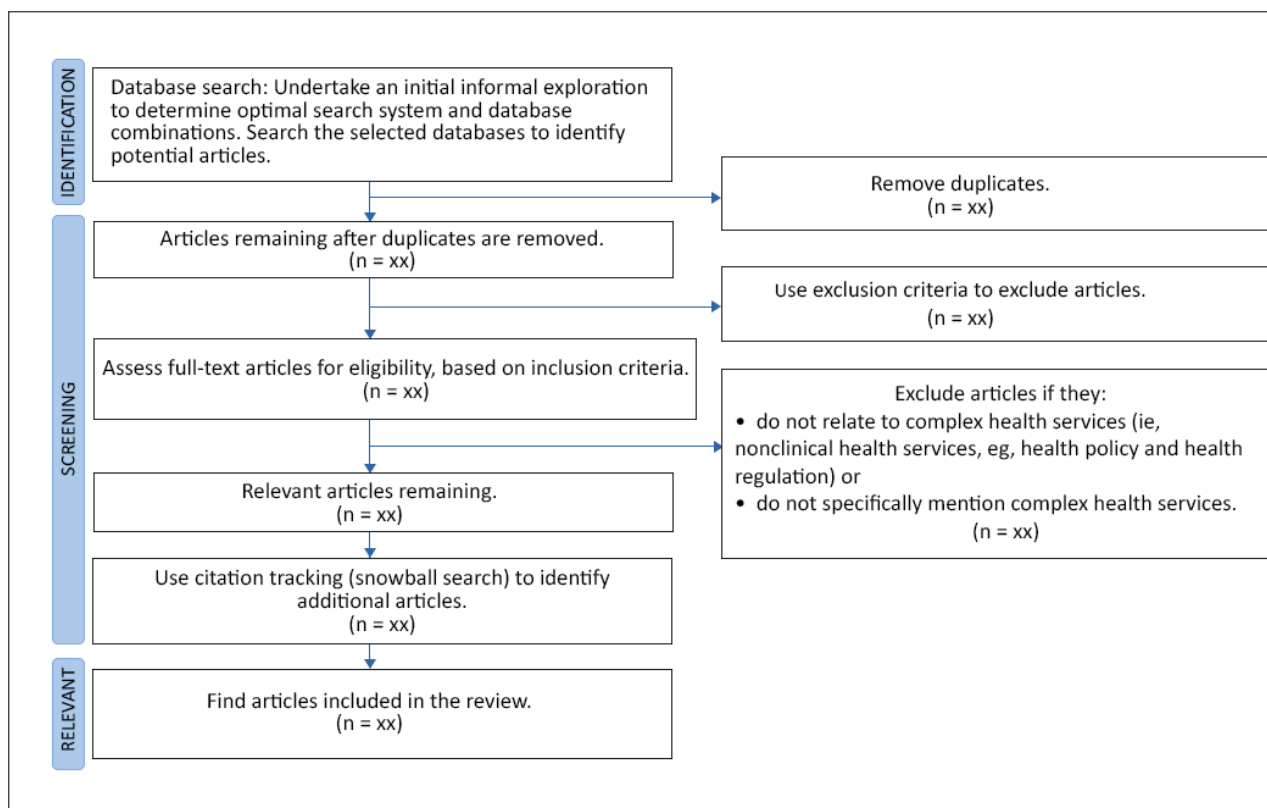 IDENTIFICATION
Database search: Undertake an initial informal exploration
to determine optimal search system and database
combinations. Search the selected databases to identify
potential articles.
Remove duplicates.
(n = xx)
SCREENING
Articles remaining after duplicates are removed.
(n = xx)
Use exclusion criteria to exclude articles.
(n = xx)
Assess full-text articles for eligibility, based on inclusion criteria.
(n = xx)
Exclude articles if they:
• do not relate to complex health services (ie,
nonclinical health services, eg, health policy and health
regulation) or
• do not specifically mention complex health services.
(n = xx)
Relevant articles remaining.
(n = xx)
Use citation tracking (snowball search) to identify
additional articles.
(n = xx)
RELEVANT
Find articles included in the review.
(n = xx)